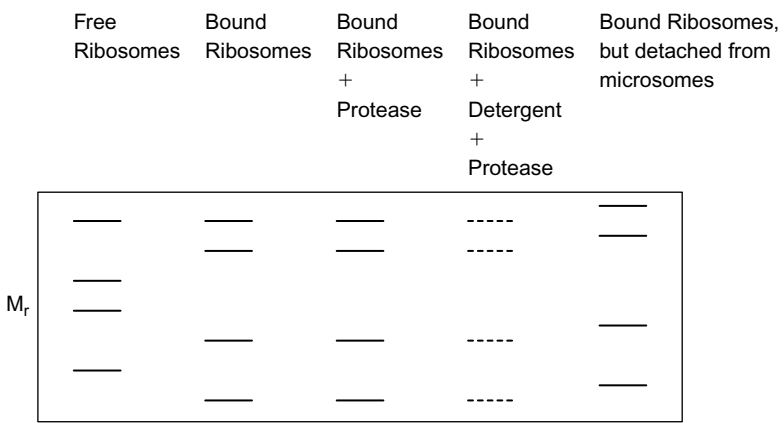 Free
Ribosomes
Bound
Ribosomes
Bound
Ribosomes
+
Protease
Bound
Ribosomes
+
Detergent
+
Protease
Bound Ribosomes,
but detached from
microsomes
Mr